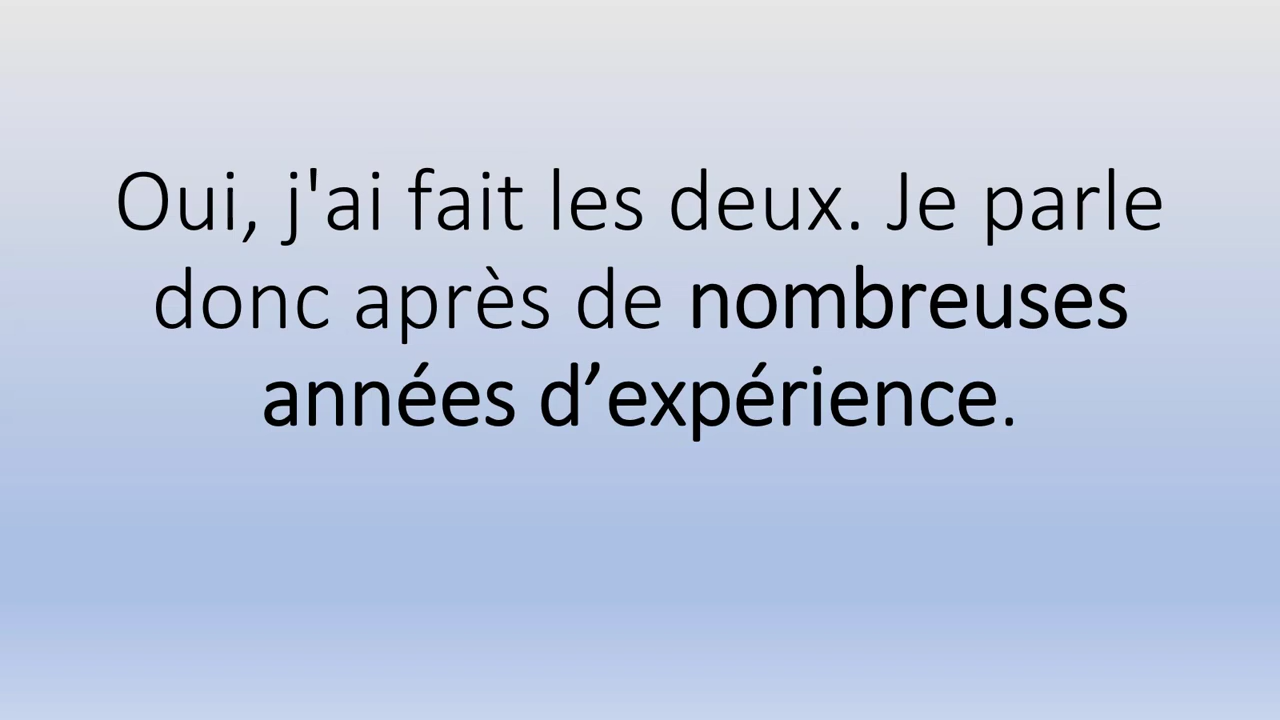 Oui, j'ai fait les deux. Je parle
donc après de nombreuses
années d’expérience.